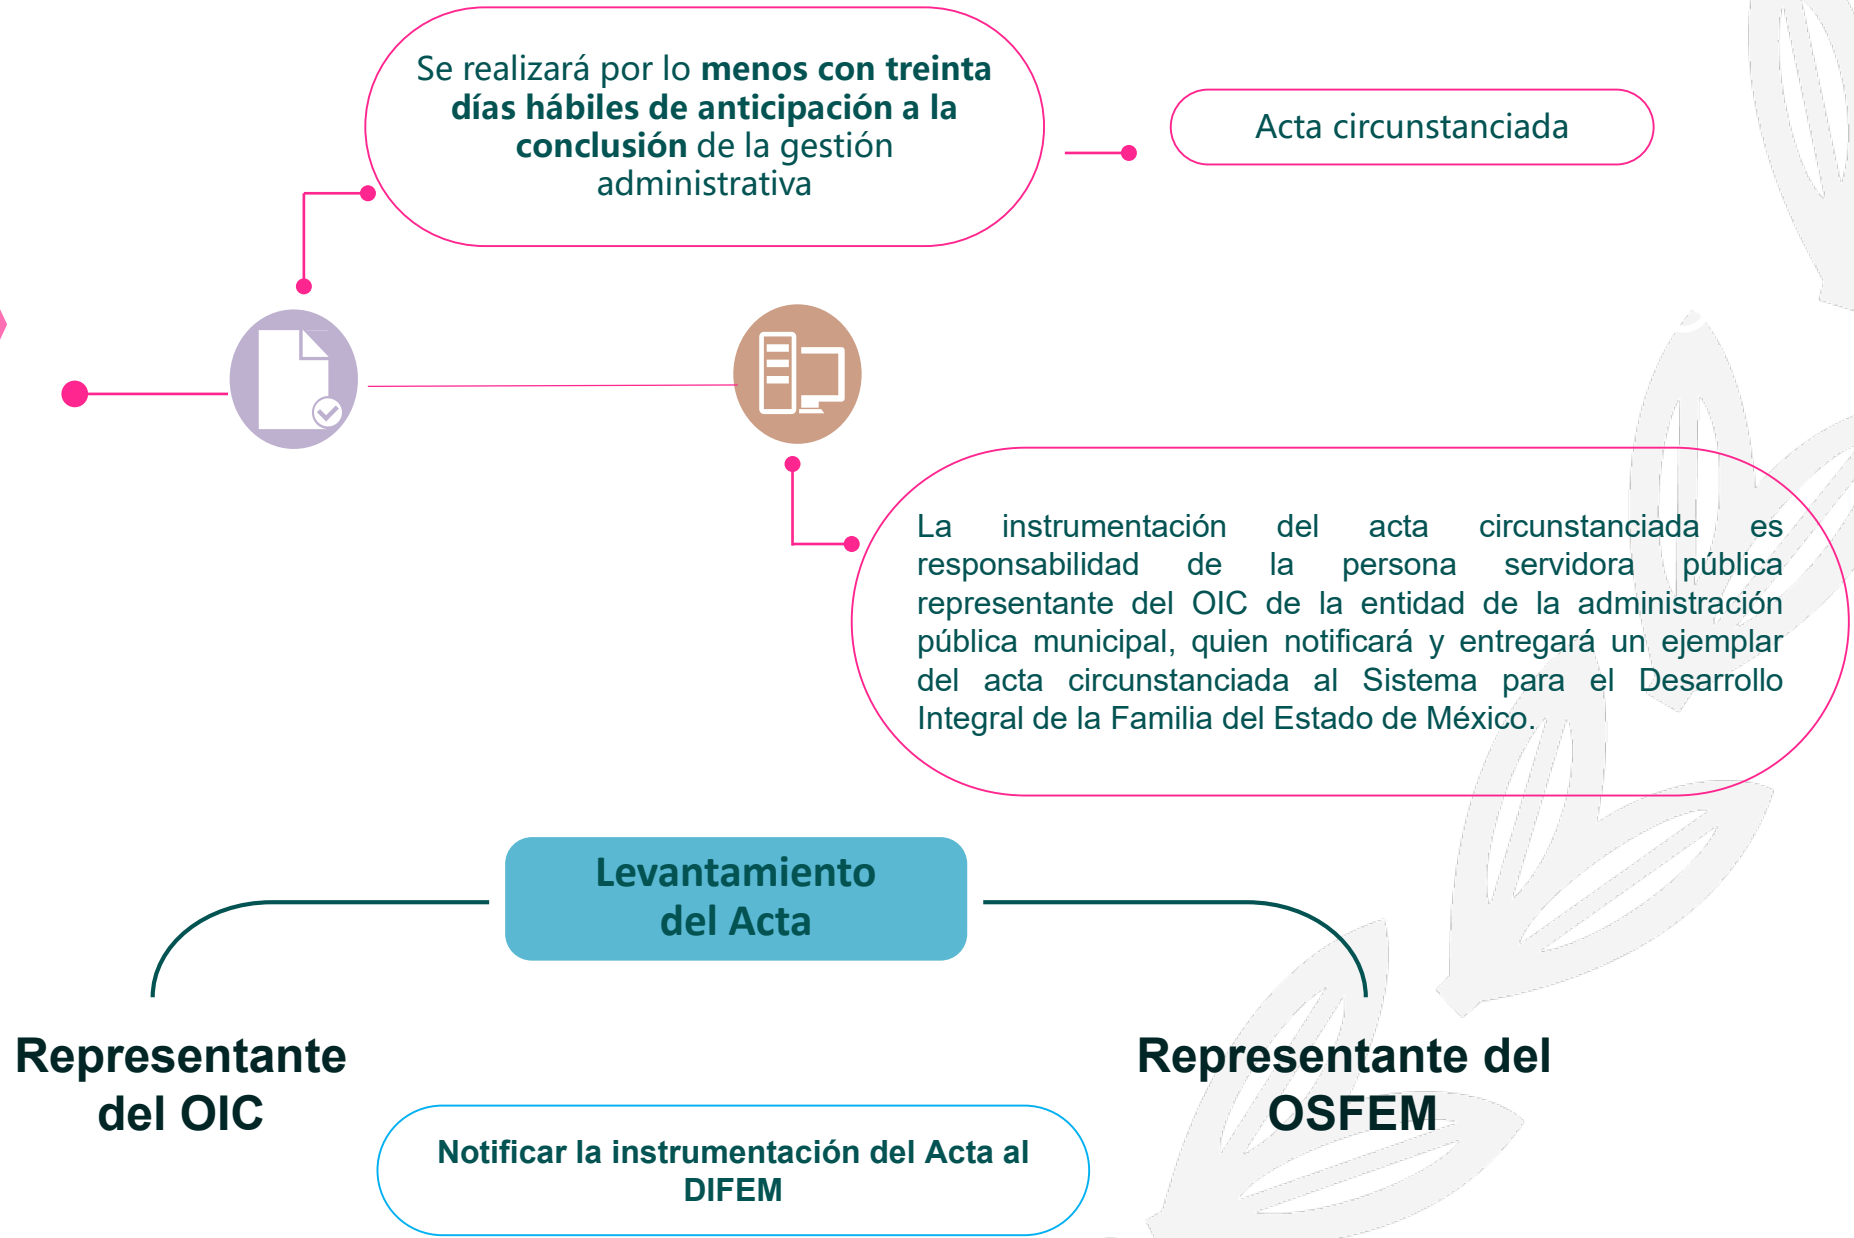 Se realizará por lo menos con treinta
días hábiles de anticipación a la
conclusión de la gestión
administrativa
Acta circunstanciada
La instrumentación del acta circunstanciada es
responsabilidad de la persona servidora pública
representante del OIC de la entidad de la administración
pública municipal, quien notificará y entregará un ejemplar
del acta circunstanciada al Sistema para el Desarrollo
Integral de la Familia del Estado de México.
Levantamiento
del Acta
Representante
del OIC
Representante del
OSFEM
Notificar la instrumentación del Acta al
DIFEM